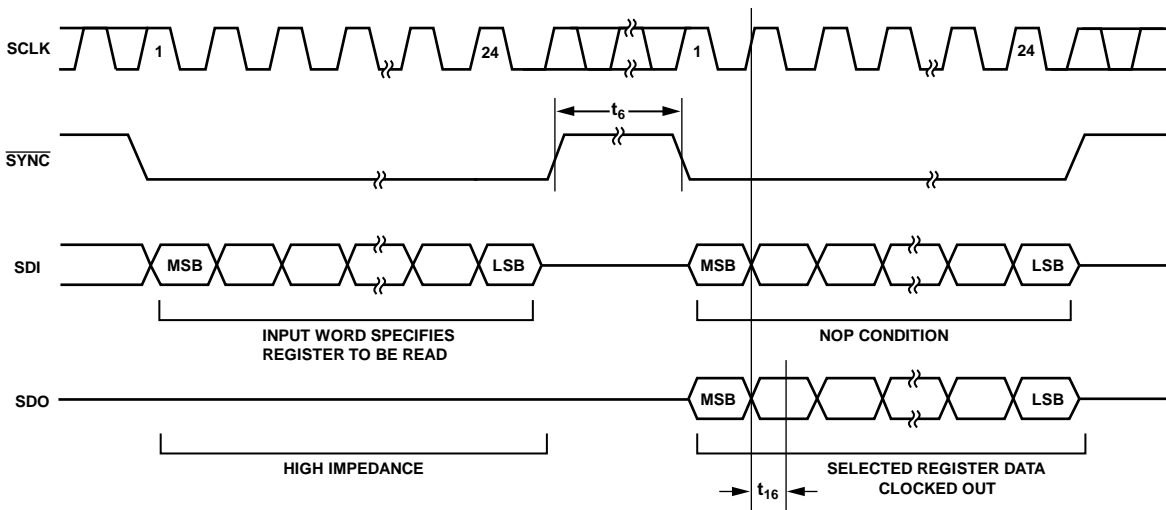 SCLK
1
24
1
24
t6
SYNC
SDI
MSB
LSB
MSB
LSB
INPUT WORD SPECIFIES
REGISTER TO BE READ
NOP CONDITION
SDO
MSB
LSB
HIGH IMPEDANCE
SELECTED REGISTER DATA
CLOCKED OUT
t16